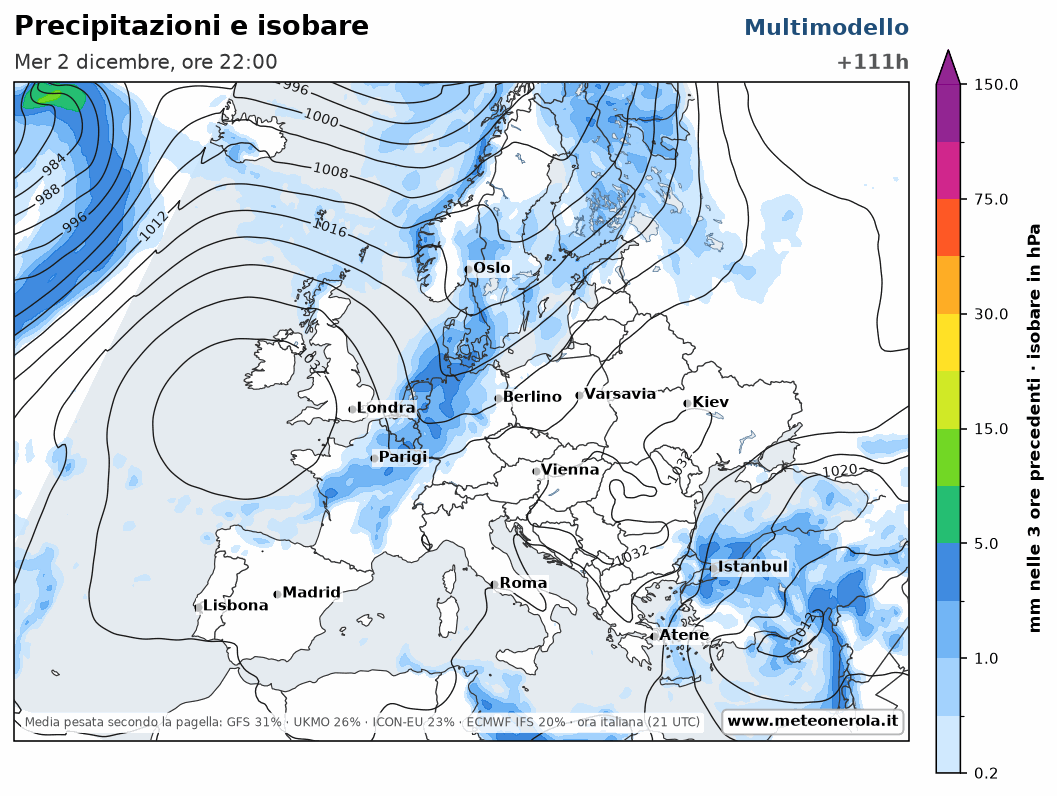 Precipitazioni e isobare
Multimodello
Mer 2 dicembre, ore 22:00
+111h
996
1000
1008
984
988
996
1012
1016
Oslo
Londra
Berlino
Varsavia
Kiev
Parigi
Vienna
1032
1020
1032
Istanbul
Roma
Madrid
Lisbona
Atene
1012
Media pesata secondo la pagella: GFS 31% · UKMO 26% · ICON-EU 23% · ECMWF IFS 20% · ora italiana (21 UTC)
www.meteonerola.it
150.0
75.0
30.0
15.0
5.0
1.0
0.2
mm nelle 3 ore precedenti · isobare in hPa